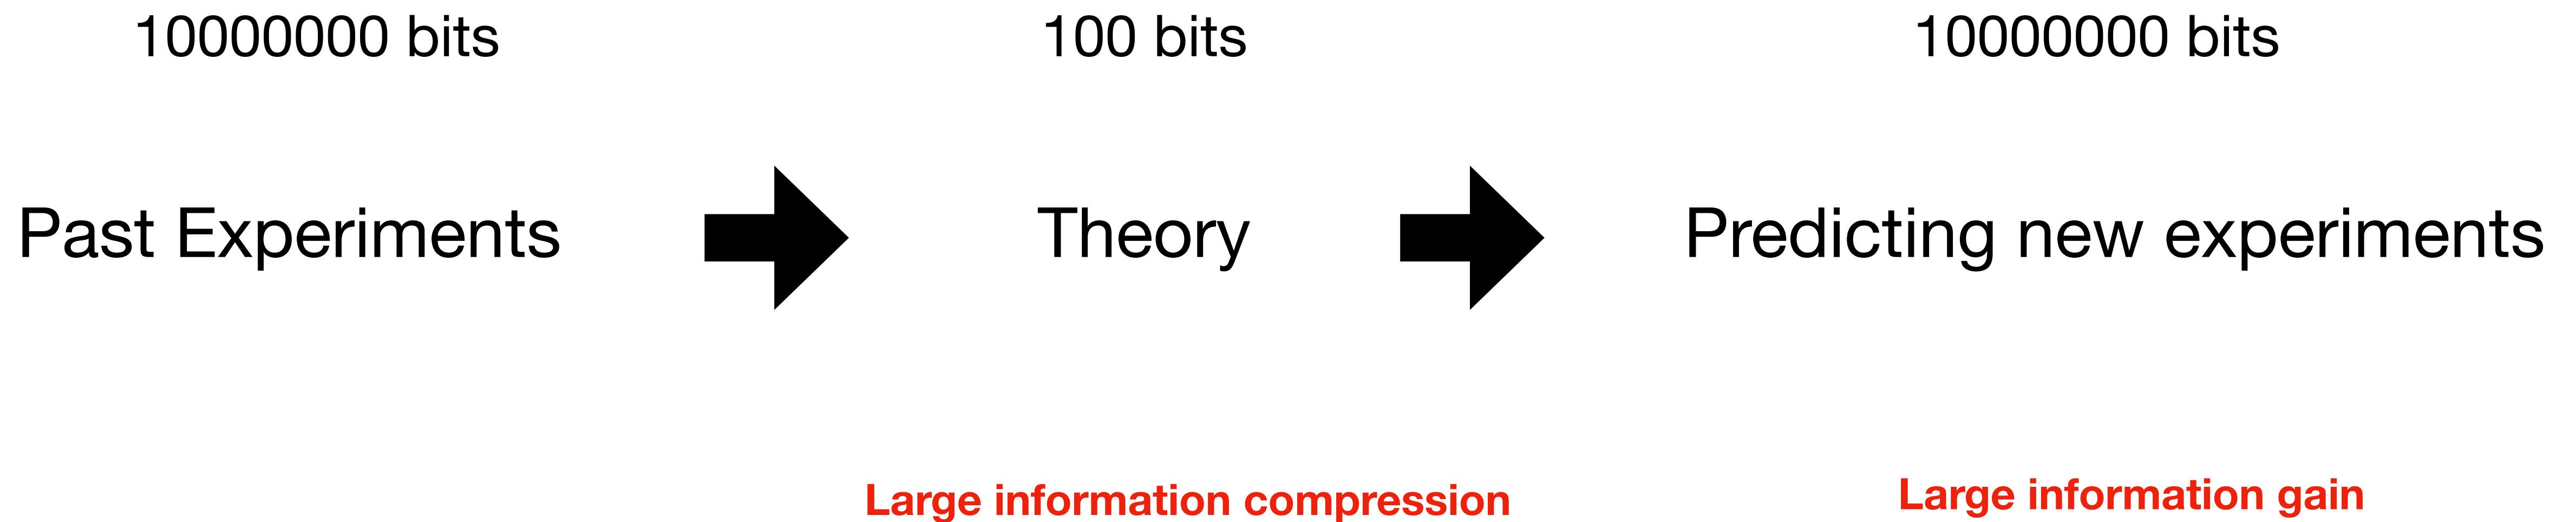 10000000 bits
100 bits
10000000 bits
Past Experiments
Theory
Predicting new experiments
Large information compression
Large information gain